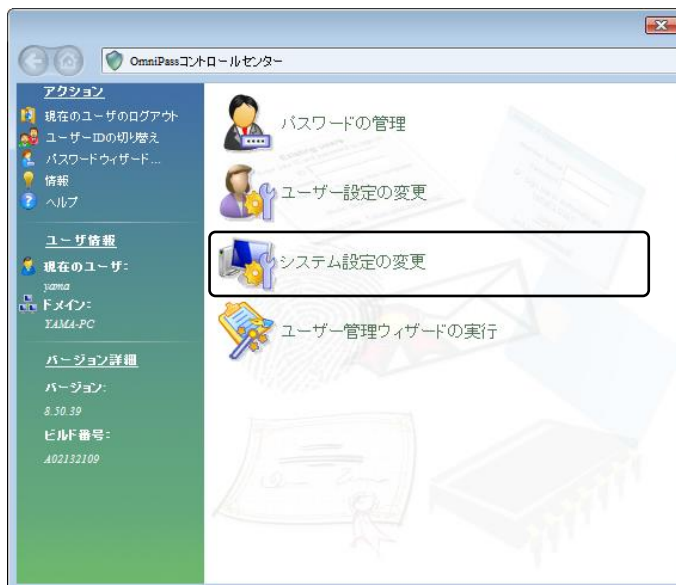 OmniPassコントロールセンター
アクション
現在のユーザのログアウト
ユーザーIDの切り替え
パスワードウィザード...
情報
ヘルプ
ユーザ情報
現在のユーザ:
yama
ドメイン:
YAMA-PC
バージョン詳細
バージョン:
8.50.39
ビルド番号:
A02132109
パスワードの管理
ユーザー設定の変更
システム設定の変更
ユーザー管理ウィザードの実行